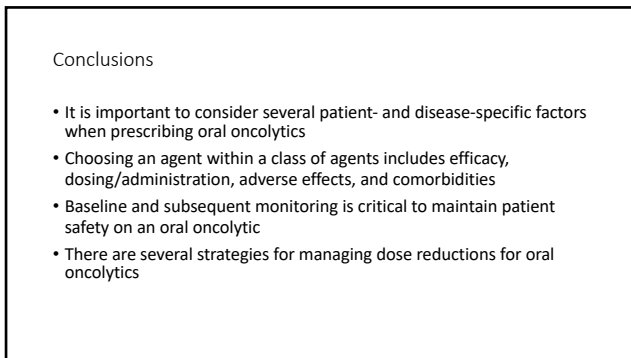 Conclusions
• It is important to consider several patient- and disease-specific factors
when prescribing oral oncolytics
• Choosing an agent within a class of agents includes efficacy,
dosing/administration, adverse effects, and comorbidities
• Baseline and subsequent monitoring is critical to maintain patient
safety on an oral oncolytic
• There are several strategies for managing dose reductions for oral
oncolytics